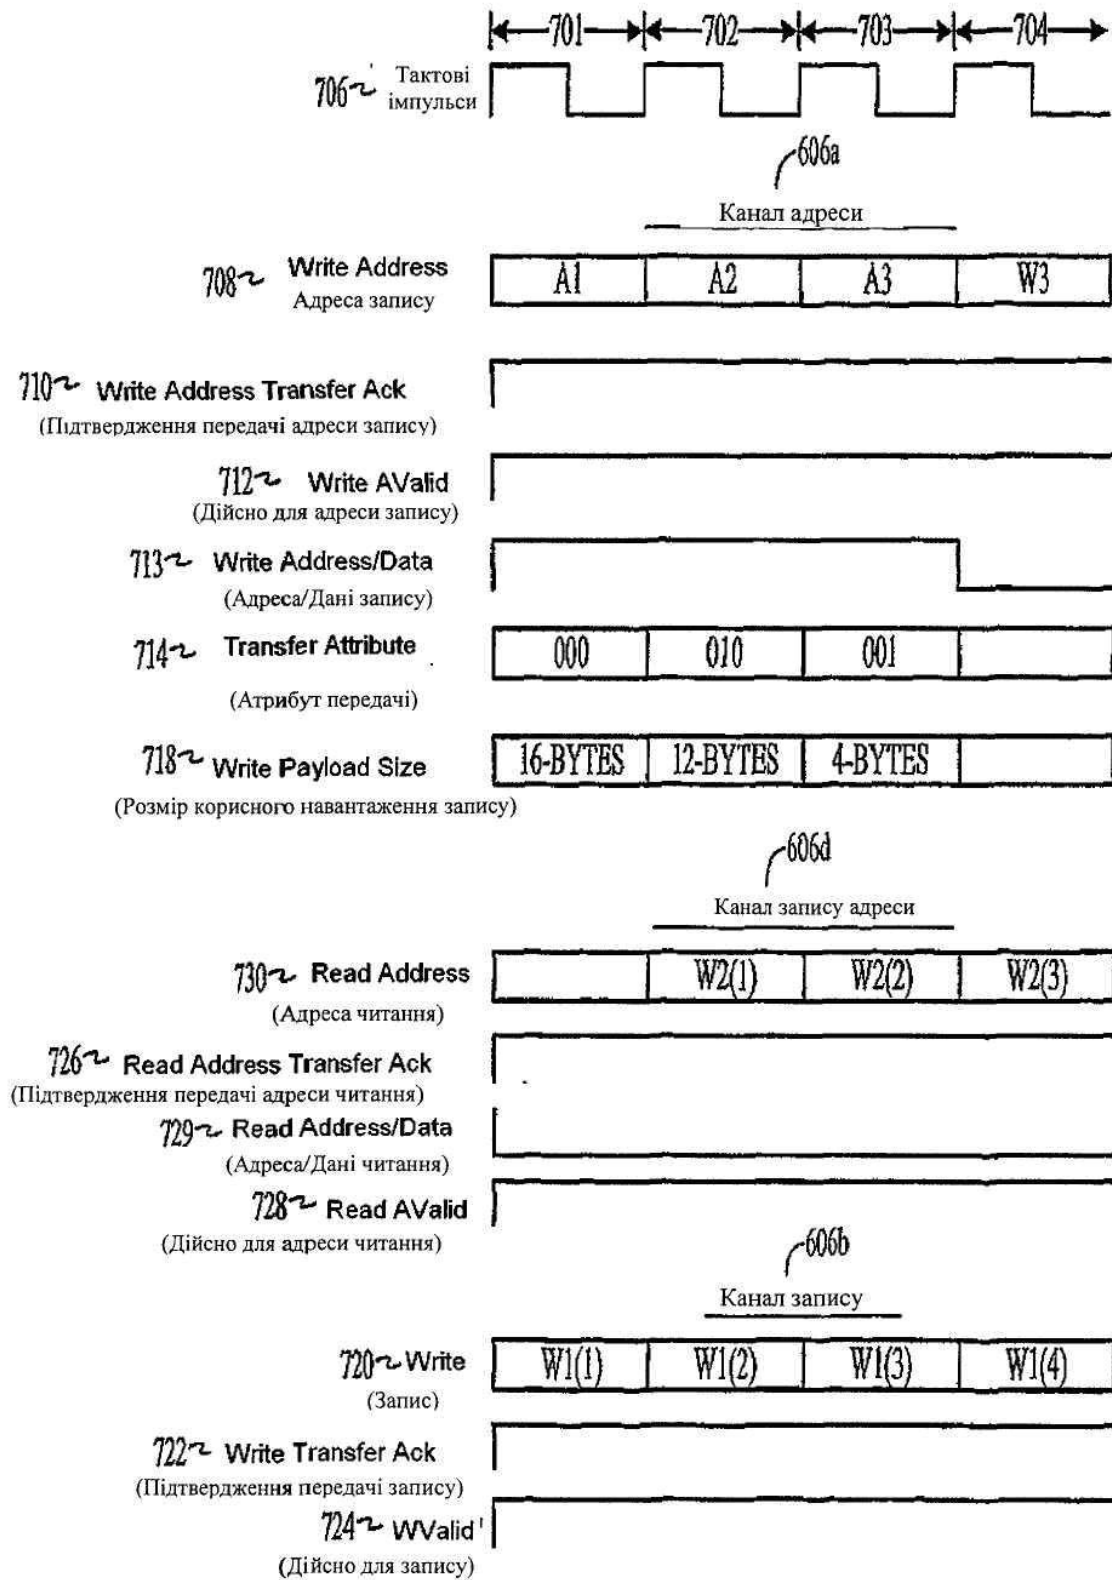 701 702 703 704
706 Тактові
імпульси
606a
Канал адреси
708 Write Address A1 A2 A3 W3
Адреса запису
710 Write Address Transfer Ack
(Підтвердження передачі адреси запису)
712 Write AValid
(Дійсно для адреси запису)
713 Write Address/Data
(Адреса/Дані запису)
714 Transfer Attribute 000 010 001
(Атрибут передачі)
718 Write Payload Size 16-BYTES 12-BYTES 4-BYTES
(Розмір корисного навантаження запису)
606d
Канал запису адреси
730 Read Address W2(1) W2(2) W2(3)
(Адреса читання)
726 Read Address Transfer Ack
(Підтвердження передачі адреси читання)
729 Read Address/Data
(Адреса/Дані читання)
728 Read AValid
(Дійсно для адреси читання)
606b
Канал запису
720 Write W1(1) W1(2) W1(3) W1(4)
(Запис)
722 Write Transfer Ack
(Підтвердження передачі запису)
724 WValid
(Дійсно для запису)